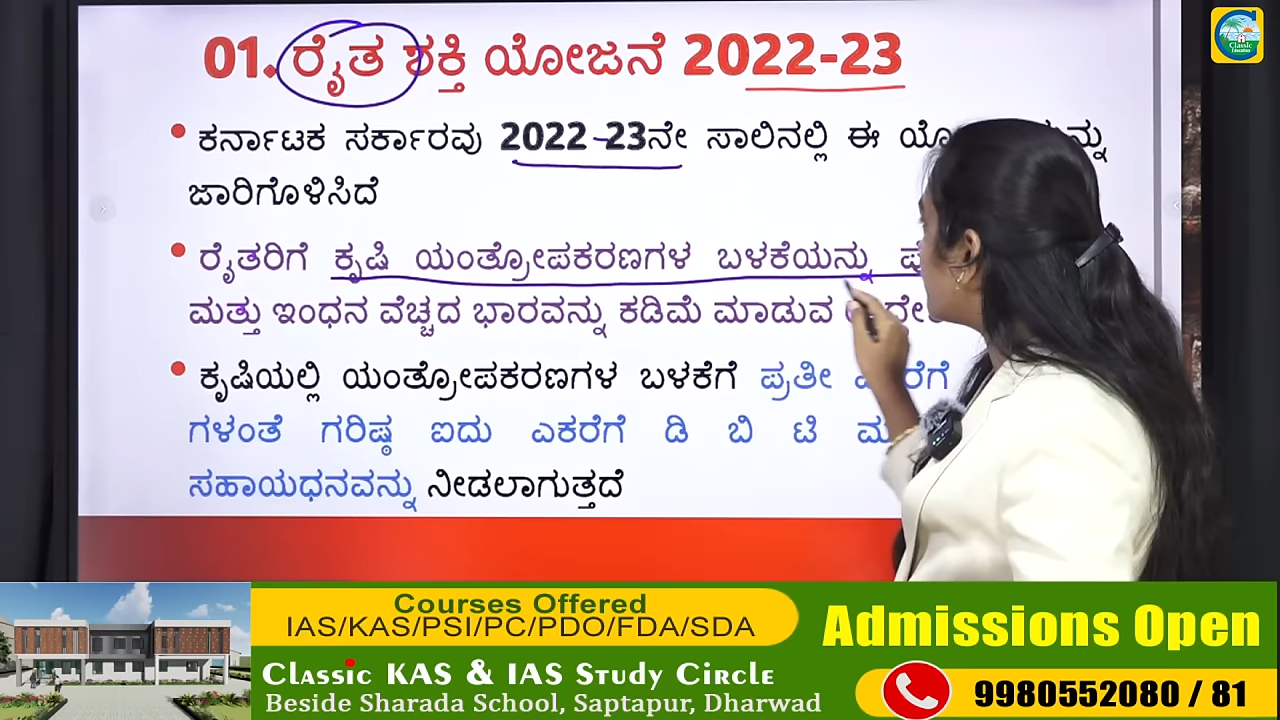 01. ರೈತ ಶಕ್ತಿ ಯೋಜನೆ 2022-23
ಕರ್ನಾಟಕ ಸರ್ಕಾರವು 2022-23ನೇ ಸಾಲಿನಲ್ಲಿ ಈ
ಜಾರಿಗೊಳಿಸಿದೆ
ರೈತರಿಗೆ ಕೃಷಿ ಯಂತ್ರೋಪಕರಣಗಳ ಬಳಕೆಯನ್ನು
ಮತ್ತು ಇಂಧನ ವೆಚ್ಚದ ಭಾರವನ್ನು ಕಡಿಮೆ ಮಾಡುವ
ಕೃಷಿಯಲ್ಲಿ ಯಂತ್ರೋಪಕರಣಗಳ ಬಳಕೆಗೆ ಪ್ರತೀ
ಗಳಂತೆ ಗರಿಷ್ಠ ಐದು ಎಕರೆಗೆ ಡಿ ಬಿ ಟಿ
ಸಹಾಯಧನವನ್ನು ನೀಡಲಾಗುತ್ತದೆ
Classic
Education
Courses Offered
IAS/KAS/PSI/PC/PDO/FDA/SDA
Classic KAS & IAS Study Circle
Beside Sharada School, Saptapur, Dharwad
Admissions Open
9980552080 / 81